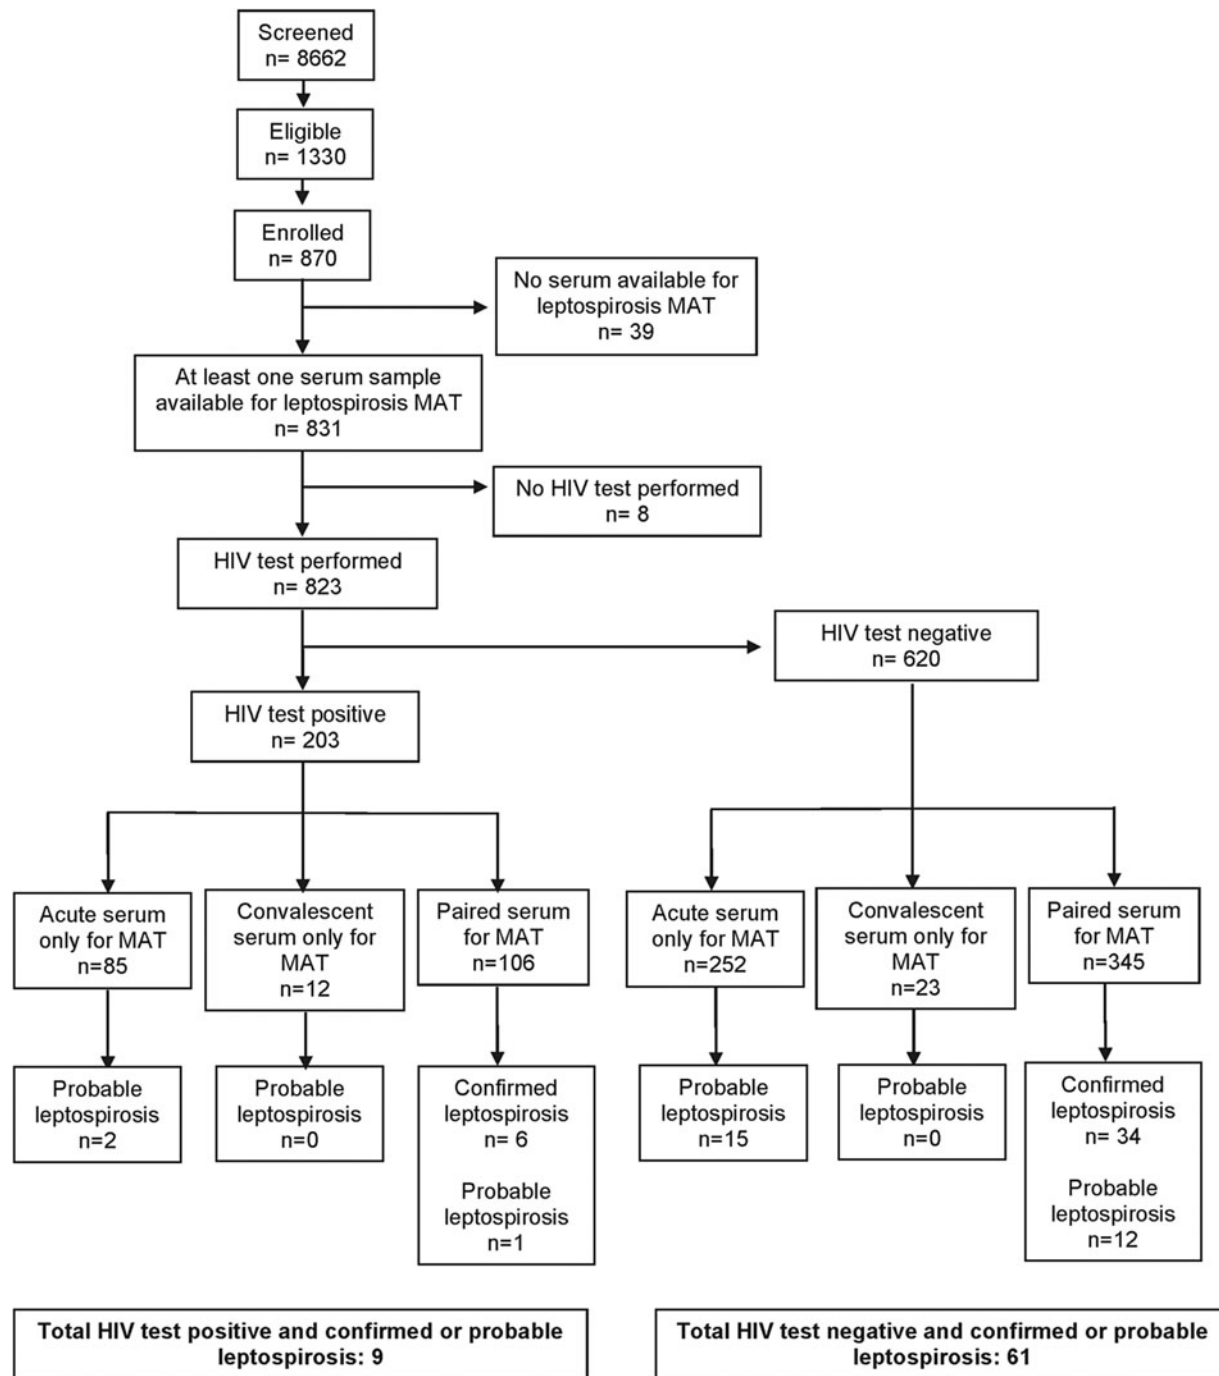 Screened
n= 8662
Eligible
n= 1330
Enrolled
n= 870
No serum available for
leptospirosis MAT
n= 39
At least one serum sample
available for leptospirosis MAT
n= 831
No HIV test performed
n= 8
HIV test performed
n= 823
HIV test negative
n= 620
HIV test positive
n= 203
Acute serum
only for MAT
n=85
Convalescent
serum only for
MAT
n=12
Paired serum
for MAT
n=106
Acute serum
only for MAT
n=252
Convalescent
serum only for
MAT
n=23
Paired serum
for MAT
n=345
Probable
leptospirosis
n=2
Probable
leptospirosis
n=0
Confirmed
leptospirosis
n= 6
Probable
leptospirosis
n=1
Probable
leptospirosis
n=15
Probable
leptospirosis
n=0
Confirmed
leptospirosis
n= 34
Probable
leptospirosis
n=12
Total HIV test positive and confirmed or probable
leptospirosis: 9
Total HIV test negative and confirmed or probable
leptospirosis: 61